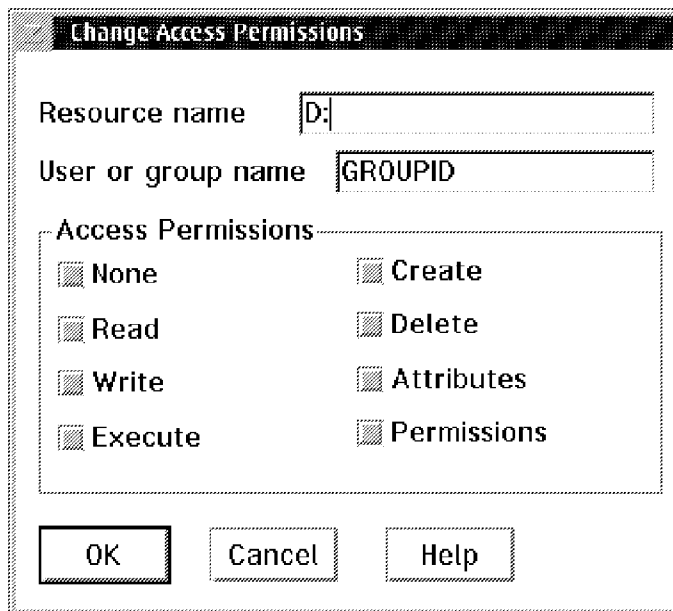 Change Access Permissions
Resource name D:
User or group name GROUPID
Access Permissions
None Create
Read Delete
Write Attributes
Execute Permissions
OK Cancel Help